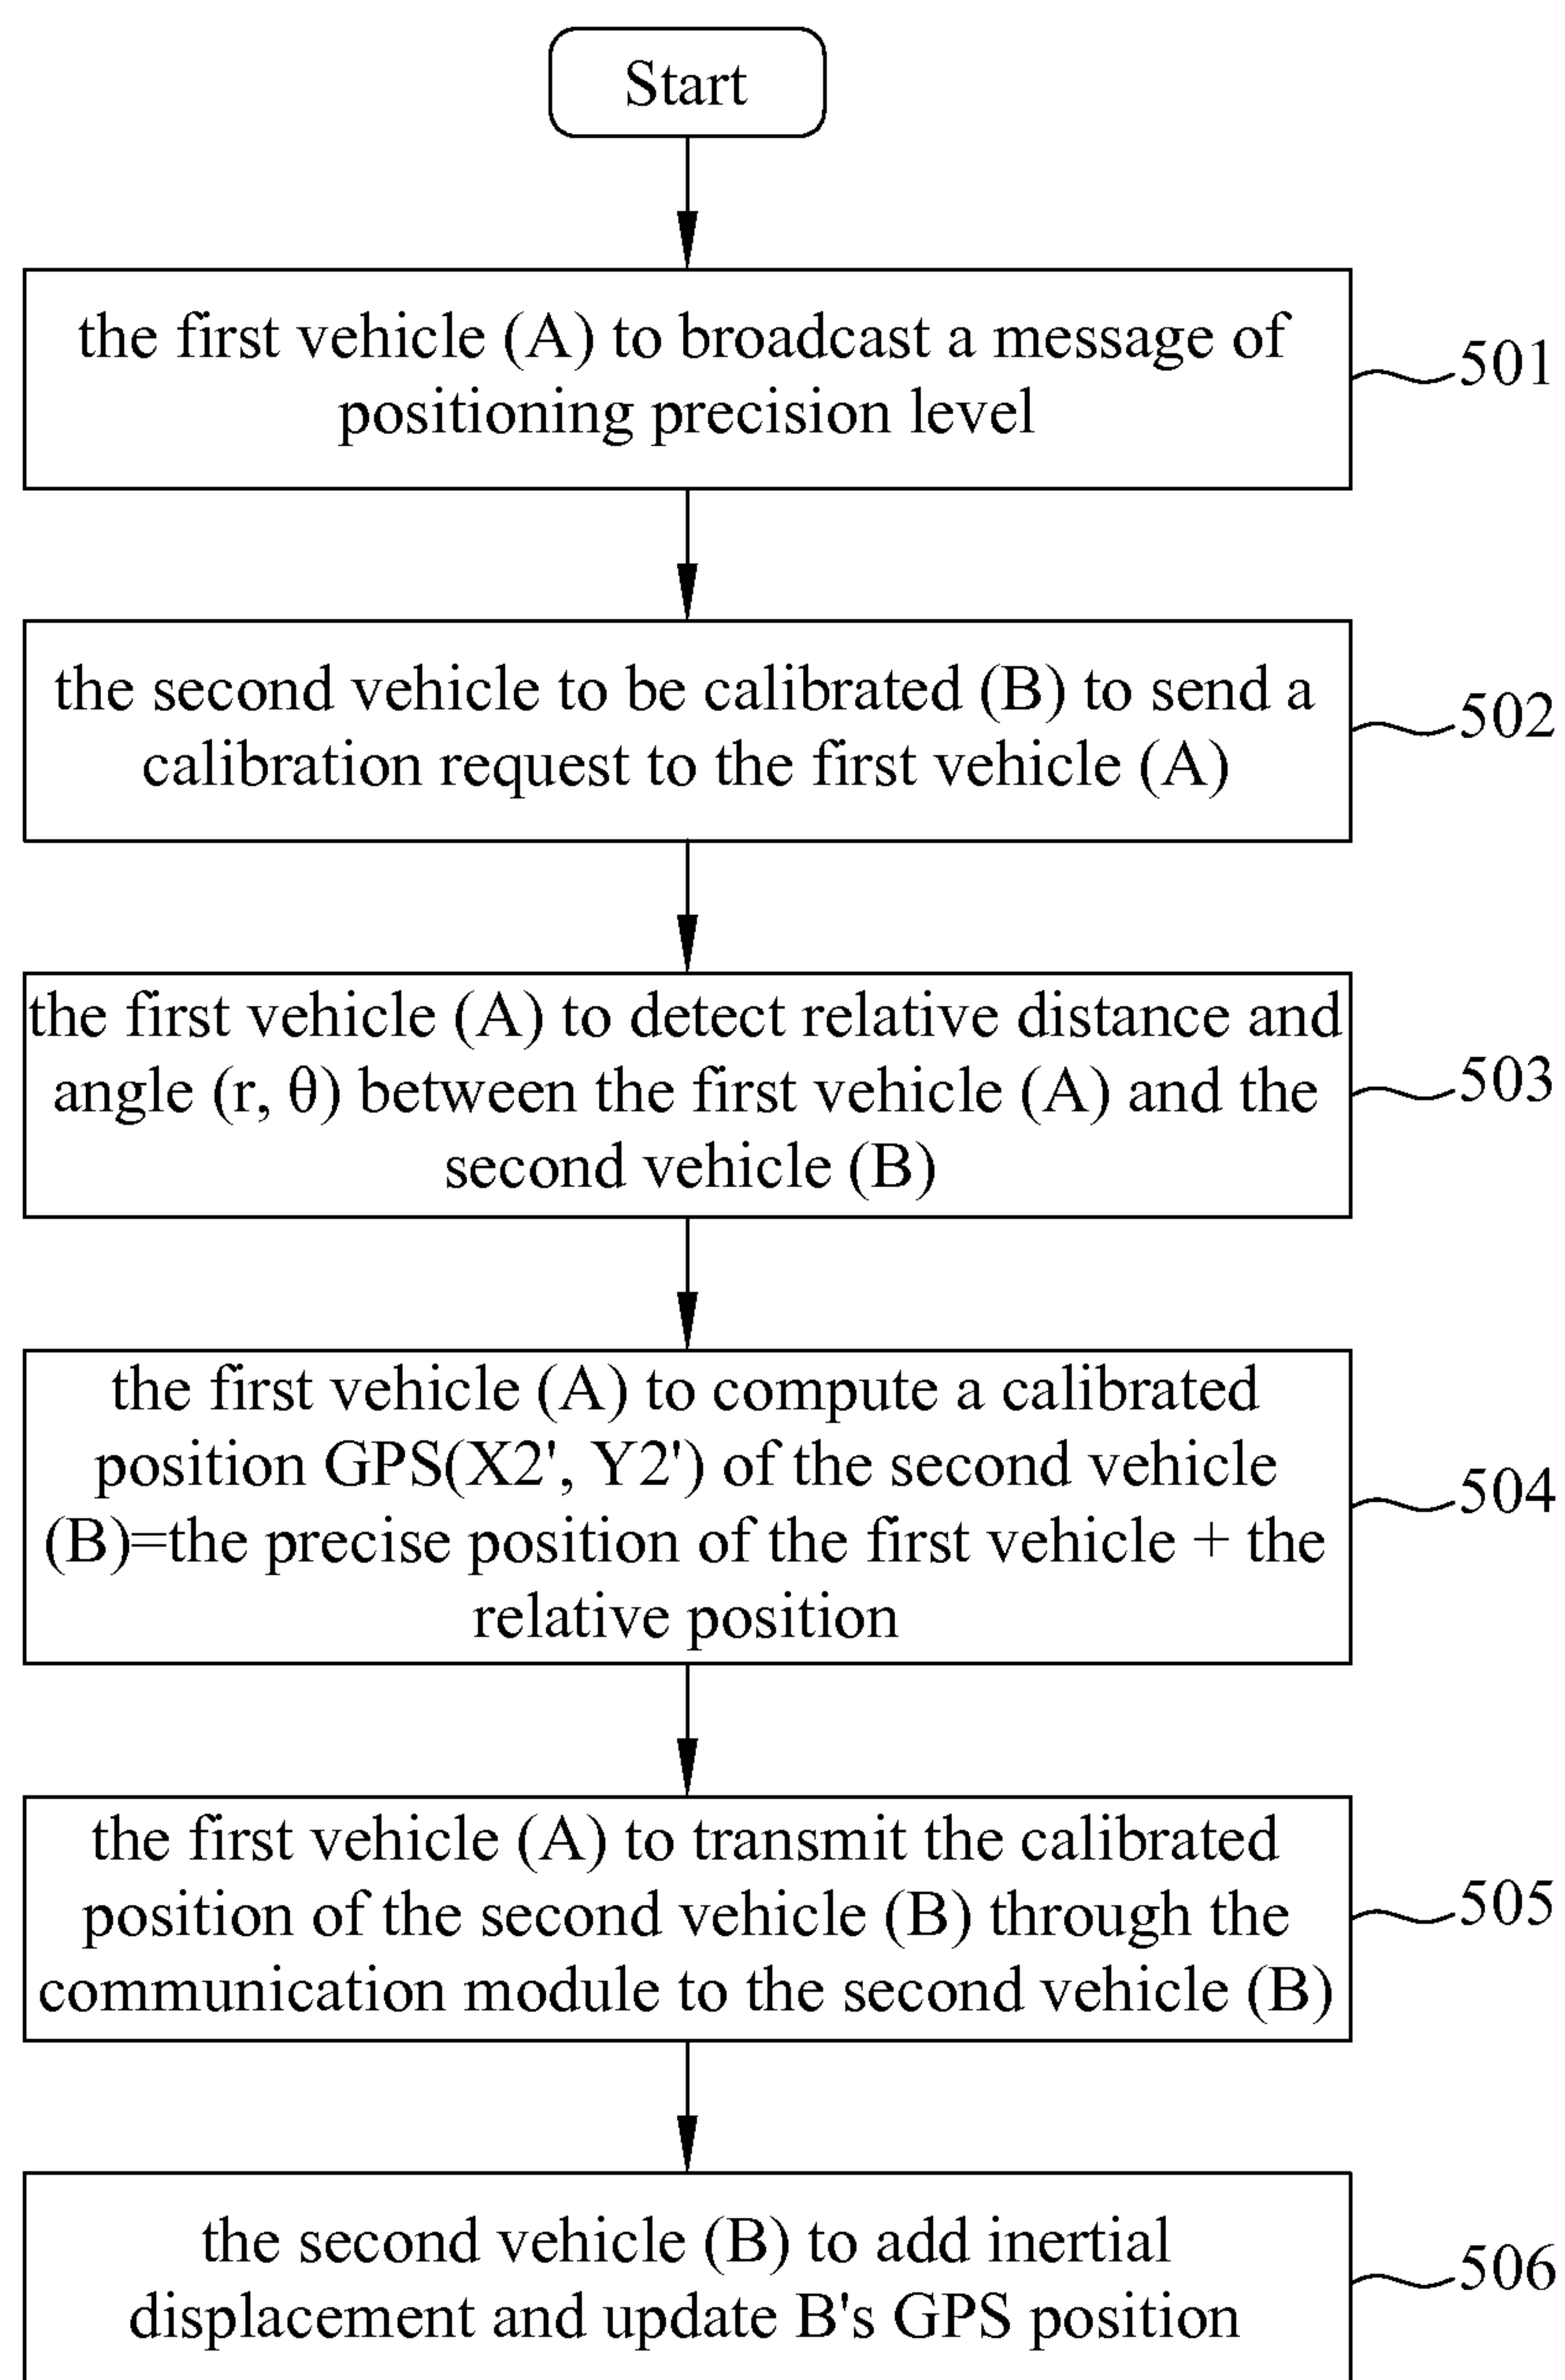 Start
the first vehicle (A) to broadcast a message of
positioning precision level
501
the second vehicle to be calibrated (B) to send a
calibration request to the first vehicle (A)
502
the first vehicle (A) to detect relative distance and
angle (r, θ) between the first vehicle (A) and the
second vehicle (B)
503
the first vehicle (A) to compute a calibrated
position GPS(X2', Y2') of the second vehicle
(B)=the precise position of the first vehicle + the
relative position
504
the first vehicle (A) to transmit the calibrated
position of the second vehicle (B) through the
communication module to the second vehicle (B)
505
the second vehicle (B) to add inertial
displacement and update B's GPS position
506